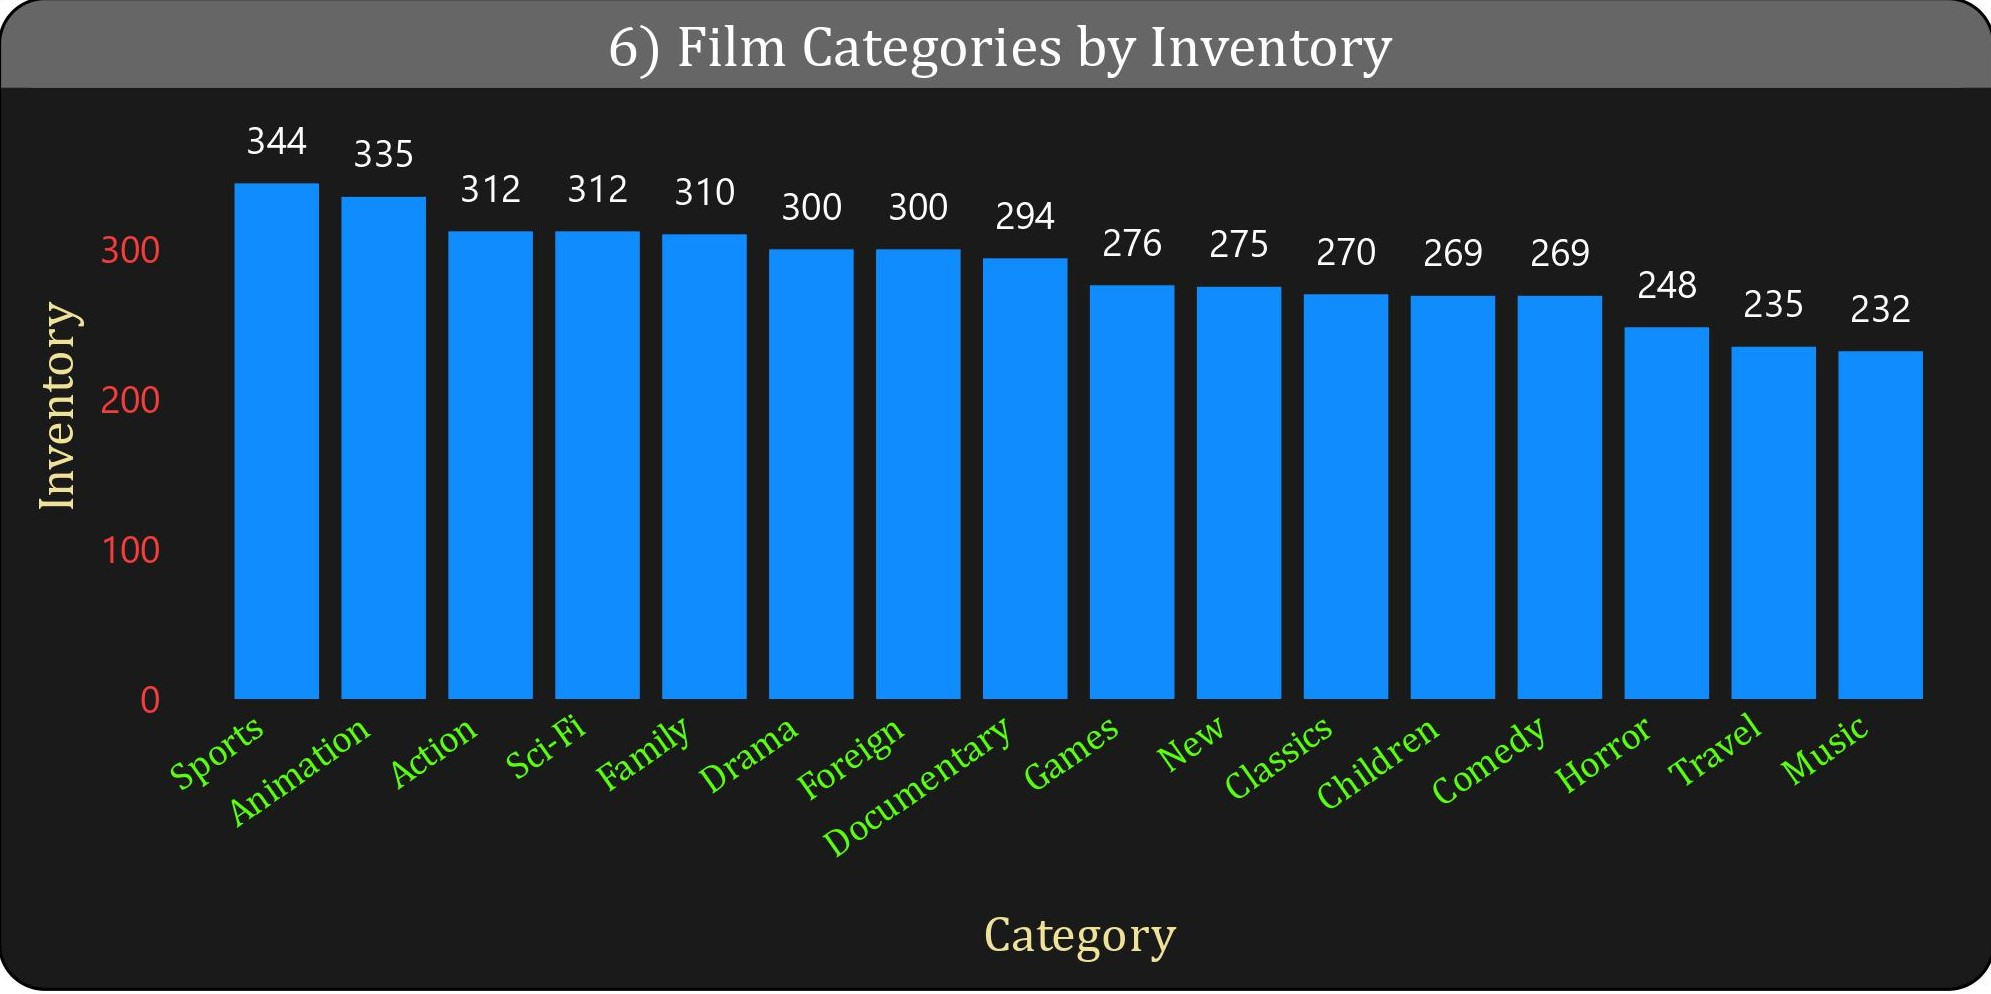 6) Film Categories by Inventory
344 335 312 312 310 300 300 294 276 275 270 269 269 248 235 232
300
200
100
0
Inventory
Sports Animation Action Sci-Fi Family Drama Foreign Documentary Games New Classics Children Comedy Horror Travel Music
Category